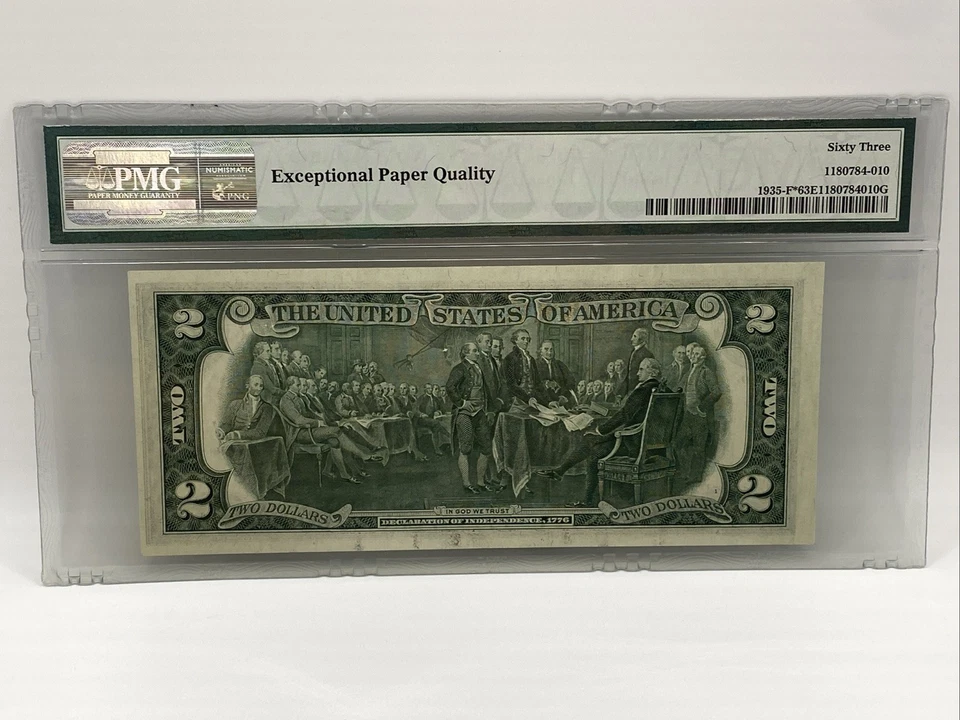 PMG
PAPER MONEY GUARANTY
NUMISMATIC
PNG
Exceptional Paper Quality
Sixty Three
1180784-010
1935-F*63E1180784010G
THE UNITED STATES OF AMERICA
2
2
TWO
TWO
2
2
TWO DOLLARS
IN GOD WE TRUST
TWO DOLLARS
DECLARATION OF INDEPENDENCE, 1776